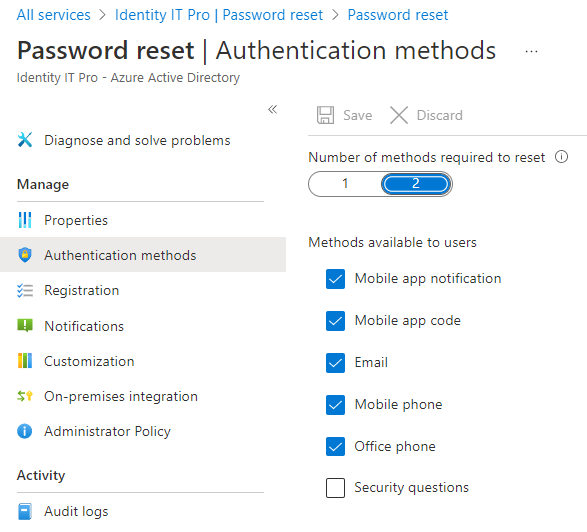 All services > Identity IT Pro | Password reset > Password reset
Password reset | Authentication methods ...
Identity IT Pro - Azure Active Directory
«
Diagnose and solve problems
Manage
Properties
Authentication methods
Registration
Notifications
Customization
On-premises integration
Administrator Policy
Activity
Audit logs
Save Discard
Number of methods required to reset
1 2
Methods available to users
Mobile app notification
Mobile app code
Email
Mobile phone
Office phone
Security questions